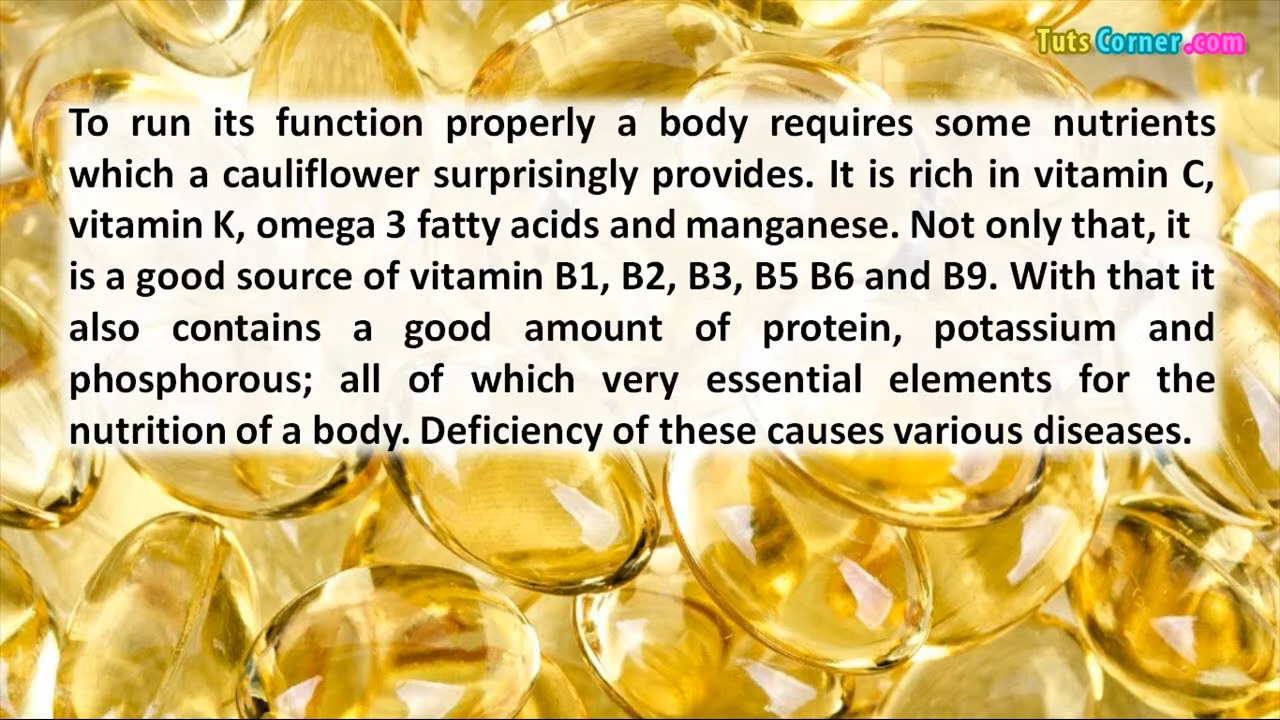 Tuts Corner.com
To run its function properly a body requires some nutrients
which a cauliflower surprisingly provides. It is rich in vitamin C,
vitamin K, omega 3 fatty acids and manganese. Not only that, it
is a good source of vitamin B1, B2, B3, B5 B6 and B9. With that it
also contains a good amount of protein, potassium and
phosphorous; all of which very essential elements for the
nutrition of a body. Deficiency of these causes various diseases.